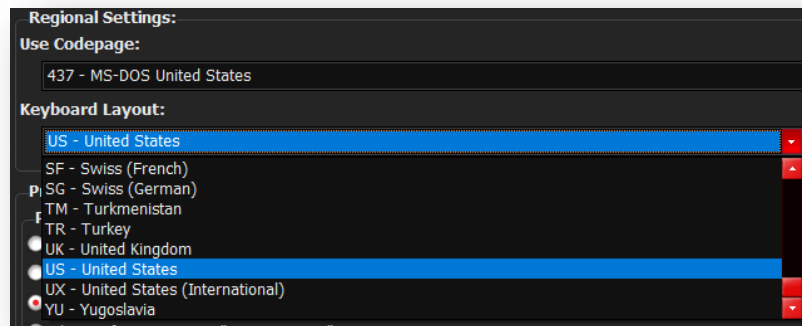 Regional Settings:
Use Codepage:
437 - MS-DOS United States
Keyboard Layout:
US - United States
SF - Swiss (French)
SG - Swiss (German)
TM - Turkmenistan
TR - Turkey
UK - United Kingdom
US - United States
UX - United States (International)
YU - Yugoslavia